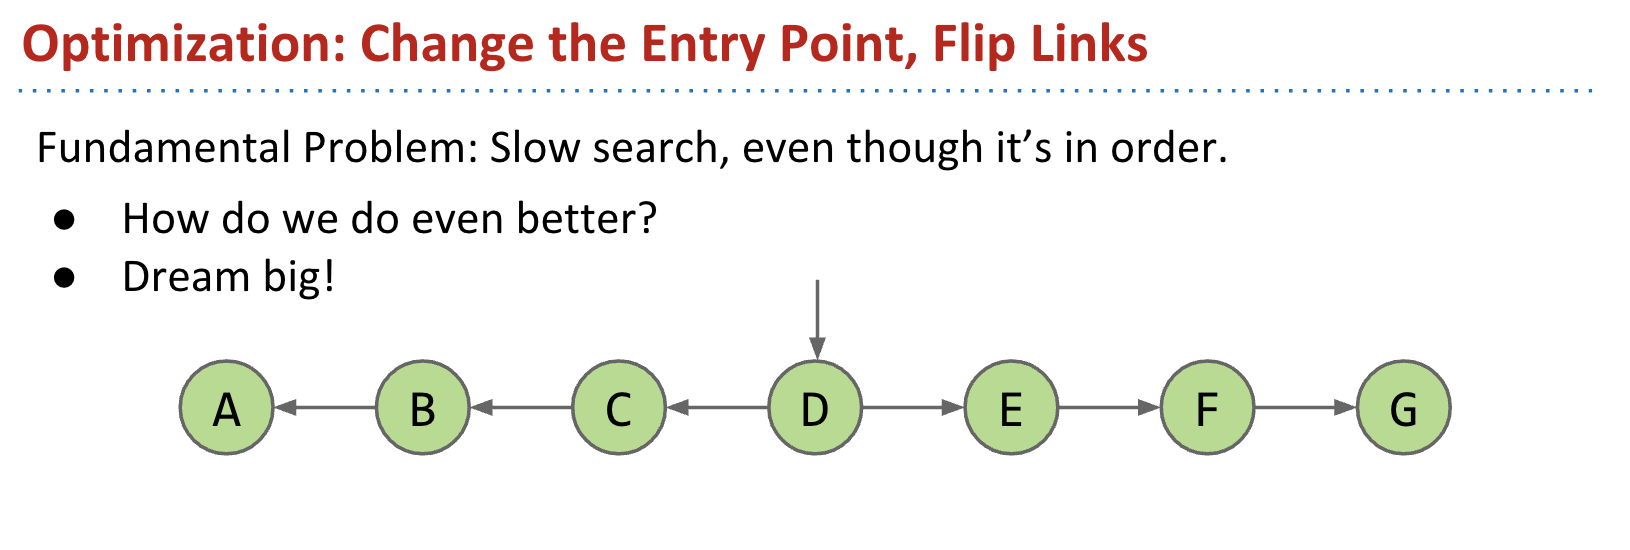 Optimization: Change the Entry Point, Flip Links
Fundamental Problem: Slow search, even though it’s in order.
● How do we do even better?
● Dream big!
A B C D E F G